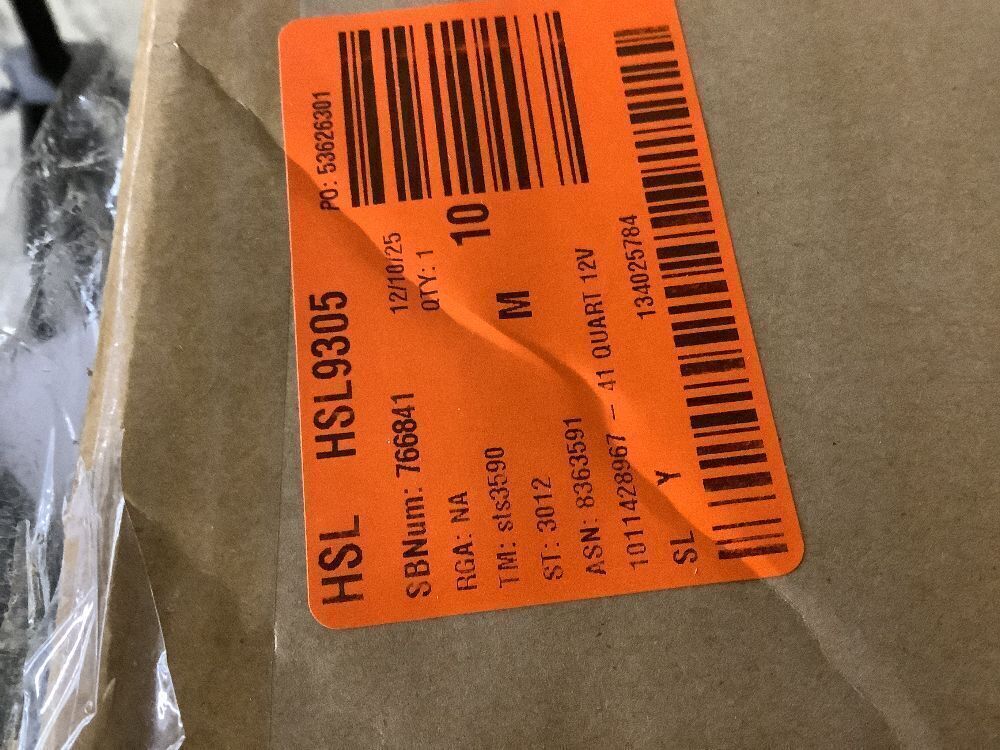 HSL HSL9305 PO: 53626301
SBNum: 766841 12/10/25
RGA: NA QTY: 1
10
TM: sts3590 M
ST: 3012
ASN: 8363591
1011428967 – 41 QUART 12V
SL Y 134025784